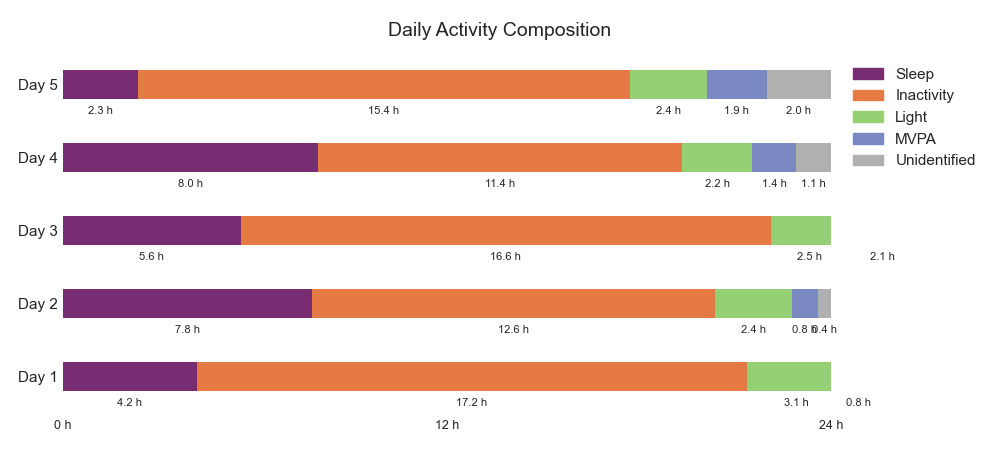 Daily Activity Composition
Day 5
2.3 h 15.4 h 2.4 h 1.9 h 2.0 h
Day 4
8.0 h 11.4 h 2.2 h 1.4 h 1.1 h
Day 3
5.6 h 16.6 h 2.5 h 2.1 h
Day 2
7.8 h 12.6 h 2.4 h 0.8 h 0.4 h
Day 1
4.2 h 17.2 h 3.1 h 0.8 h
0 h 12 h 24 h
Sleep
Inactivity
Light
MVPA
Unidentified